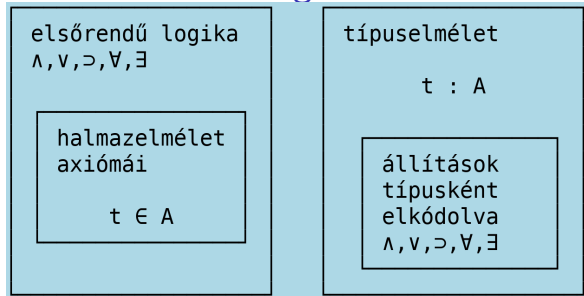 elsőrendű logika
∧,∨,⊃,∀,∃
halmazelmélet
axiómái
t ∈ A
típuselmélet
t : A
állítások
típusként
elkódolva
∧,∨,⊃,∀,∃